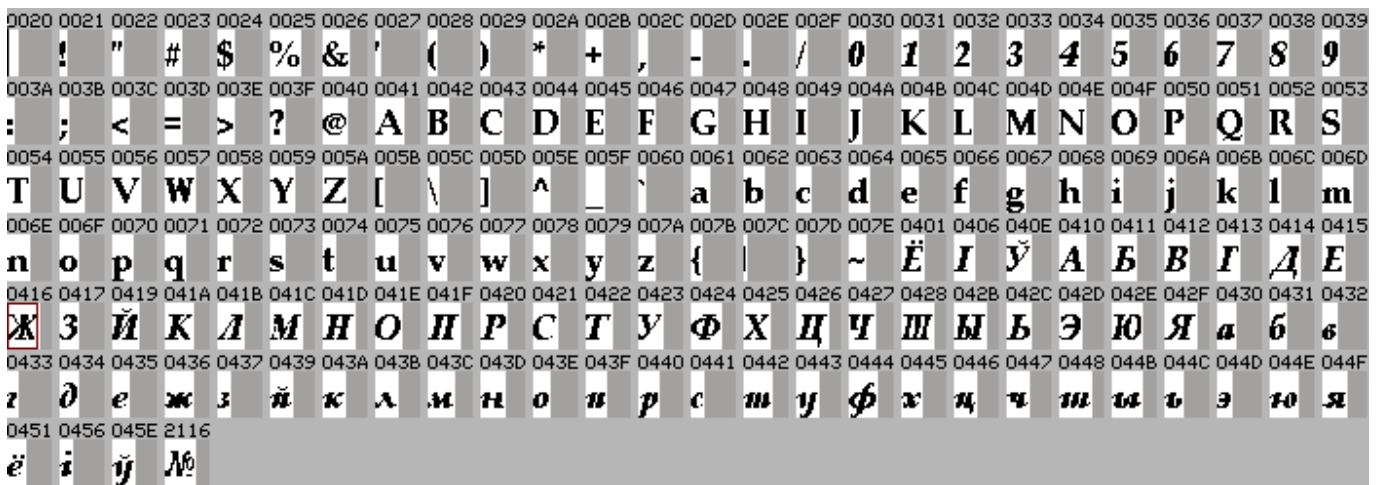 0020 0021 0022 0023 0024 0025 0026 0027 0028 0029 002A 002B 002C 002D 002E 002F 0030 0031 0032 0033 0034 0035 0036 0037 0038 0039
! " # $ % & ' ( ) * + , - . / 0 1 2 3 4 5 6 7 8 9
003A 003B 003C 003D 003E 003F 0040 0041 0042 0043 0044 0045 0046 0047 0048 0049 004A 004B 004C 004D 004E 004F 0050 0051 0052 0053
: ; < = > ? @ A B C D E F G H I J K L M N O P Q R S
0054 0055 0056 0057 0058 0059 005A 005B 005C 005D 005E 005F 0060 0061 0062 0063 0064 0065 0066 0067 0068 0069 006A 006B 006C 006D
T U V W X Y Z [ \ ] ^ _ ` a b c d e f g h i j k l m
006E 006F 0070 0071 0072 0073 0074 0075 0076 0077 0078 0079 007A 007B 007C 007D 007E 0401 0406 040E 0410 0411 0412 0413 0414 0415
n o p q r s t u v w x y z { | } ~ Ё І Ў А Б В Г Д Е
0416 0417 0419 041A 041B 041C 041D 041E 041F 0420 0421 0422 0423 0424 0425 0426 0427 0428 042B 042C 042D 042E 042F 0430 0431 0432
Ж З Й К Л М Н О П Р С Т У Ф Х Ц Ч Ш Ы Ь Э Ю Я а б в
0433 0434 0435 0436 0437 0439 043A 043B 043C 043D 043E 043F 0440 0441 0442 0443 0444 0445 0446 0447 0448 044B 044C 044D 044E 044F
г д е ж з й к л м н о п р с т у ф х ц ч ш ы ь э ю я
0451 0456 045E 2116
ё і ў №